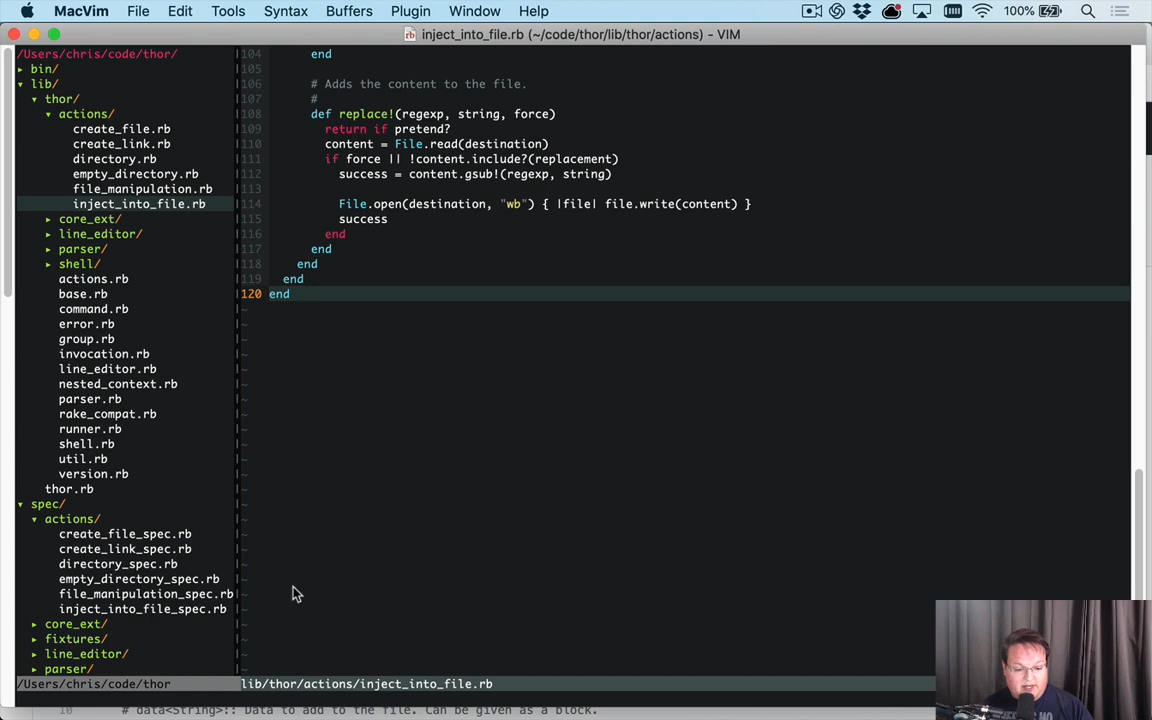 MacVim File Edit Tools Syntax Buffers Plugin Window Help 100%
inject_into_file.rb (~/code/thor/lib/thor/actions) - VIM
/Users/chris/code/thor/
▸ bin/
▾ lib/
▾ thor/
▾ actions/
create_file.rb
create_link.rb
directory.rb
empty_directory.rb
file_manipulation.rb
inject_into_file.rb
▸ core_ext/
▸ line_editor/
▸ parser/
▸ shell/
actions.rb
base.rb
command.rb
error.rb
group.rb
invocation.rb
line_editor.rb
nested_context.rb
parser.rb
rake_compat.rb
runner.rb
shell.rb
util.rb
version.rb
thor.rb
▾ spec/
▾ actions/
create_file_spec.rb
create_link_spec.rb
directory_spec.rb
empty_directory_spec.rb
file_manipulation_spec.rb
inject_into_file_spec.rb
▸ core_ext/
▸ fixtures/
▸ line_editor/
▸ parser/
/Users/chris/code/thor
104 end
105
106 # Adds the content to the file.
107 #
108 def replace!(regexp, string, force)
109 return if pretend?
110 content = File.read(destination)
111 if force || !content.include?(replacement)
112 success = content.gsub!(regexp, string)
113
114 File.open(destination, "wb") { |file| file.write(content) }
115 success
116 end
117 end
118 end
119 end
120 end
lib/thor/actions/inject_into_file.rb
10 # data<String>:: Data to add to the file. Can be given as a block.